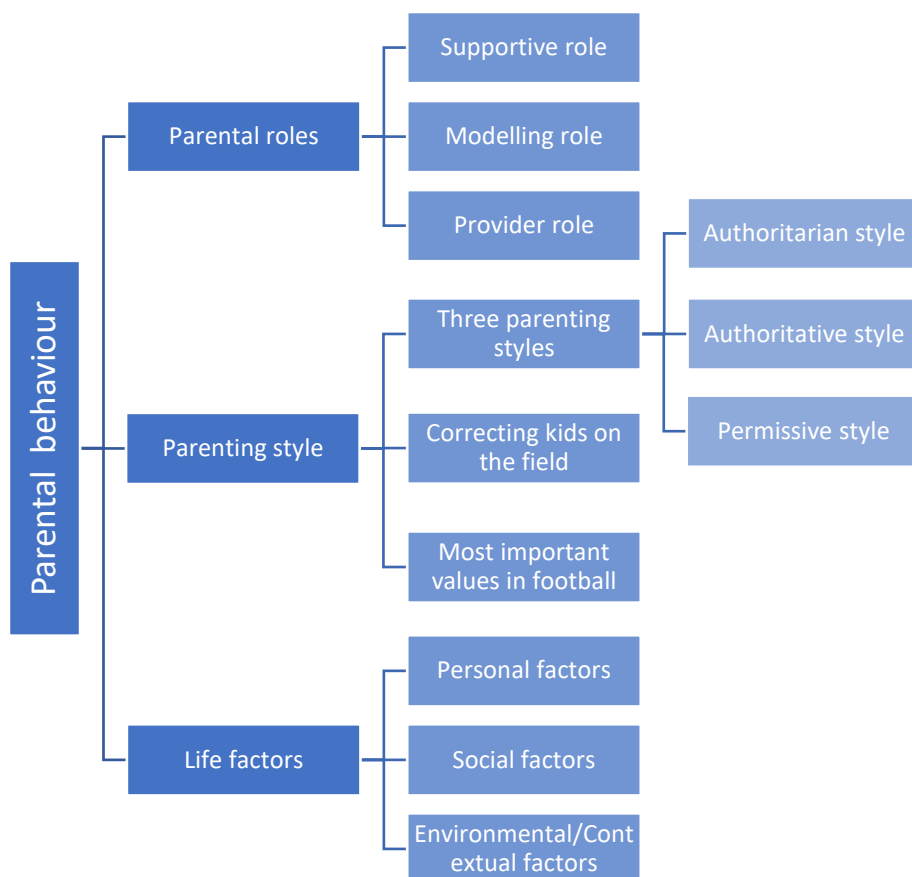 Parental behaviour
Parental roles
Supportive role
Modelling role
Provider role
Parenting style
Three parenting
styles
Authoritarian style
Authoritative style
Permissive style
Correcting kids on
the field
Most important
values in football
Life factors
Personal factors
Social factors
Environmental/Cont
extual factors